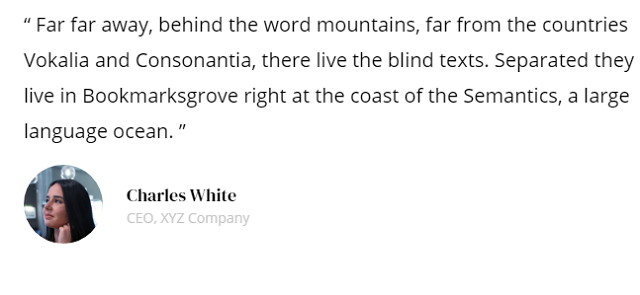 “ Far far away, behind the word mountains, far from the countries
Vokalia and Consonantia, there live the blind texts. Separated they
live in Bookmarksgrove right at the coast of the Semantics, a large
language ocean. ”
Charles White
CEO, XYZ Company